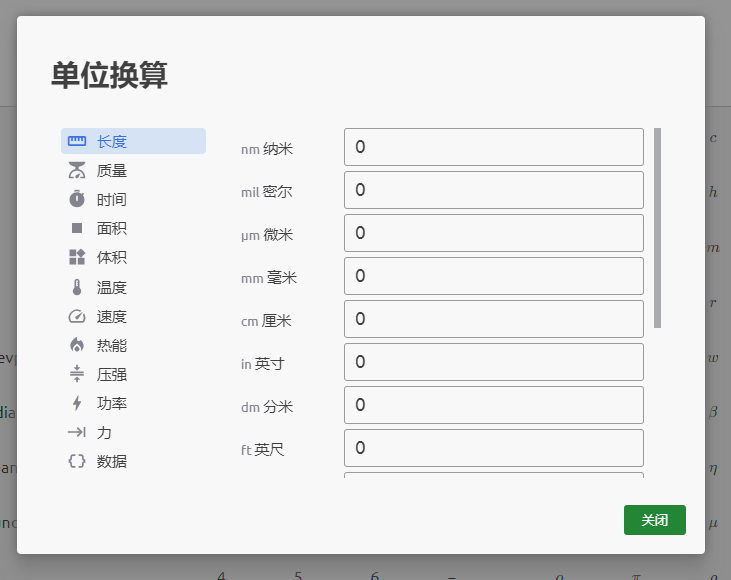 单位换算
长度
质量
时间
面积
体积
温度
速度
热能
压强
功率
力
数据
nm 纳米 0
mil 密尔 0
μm 微米 0
mm 毫米 0
cm 厘米 0
in 英寸 0
dm 分米 0
ft 英尺 0
关闭
c
h
m
r
w
β
η
μ
4 5 6 −